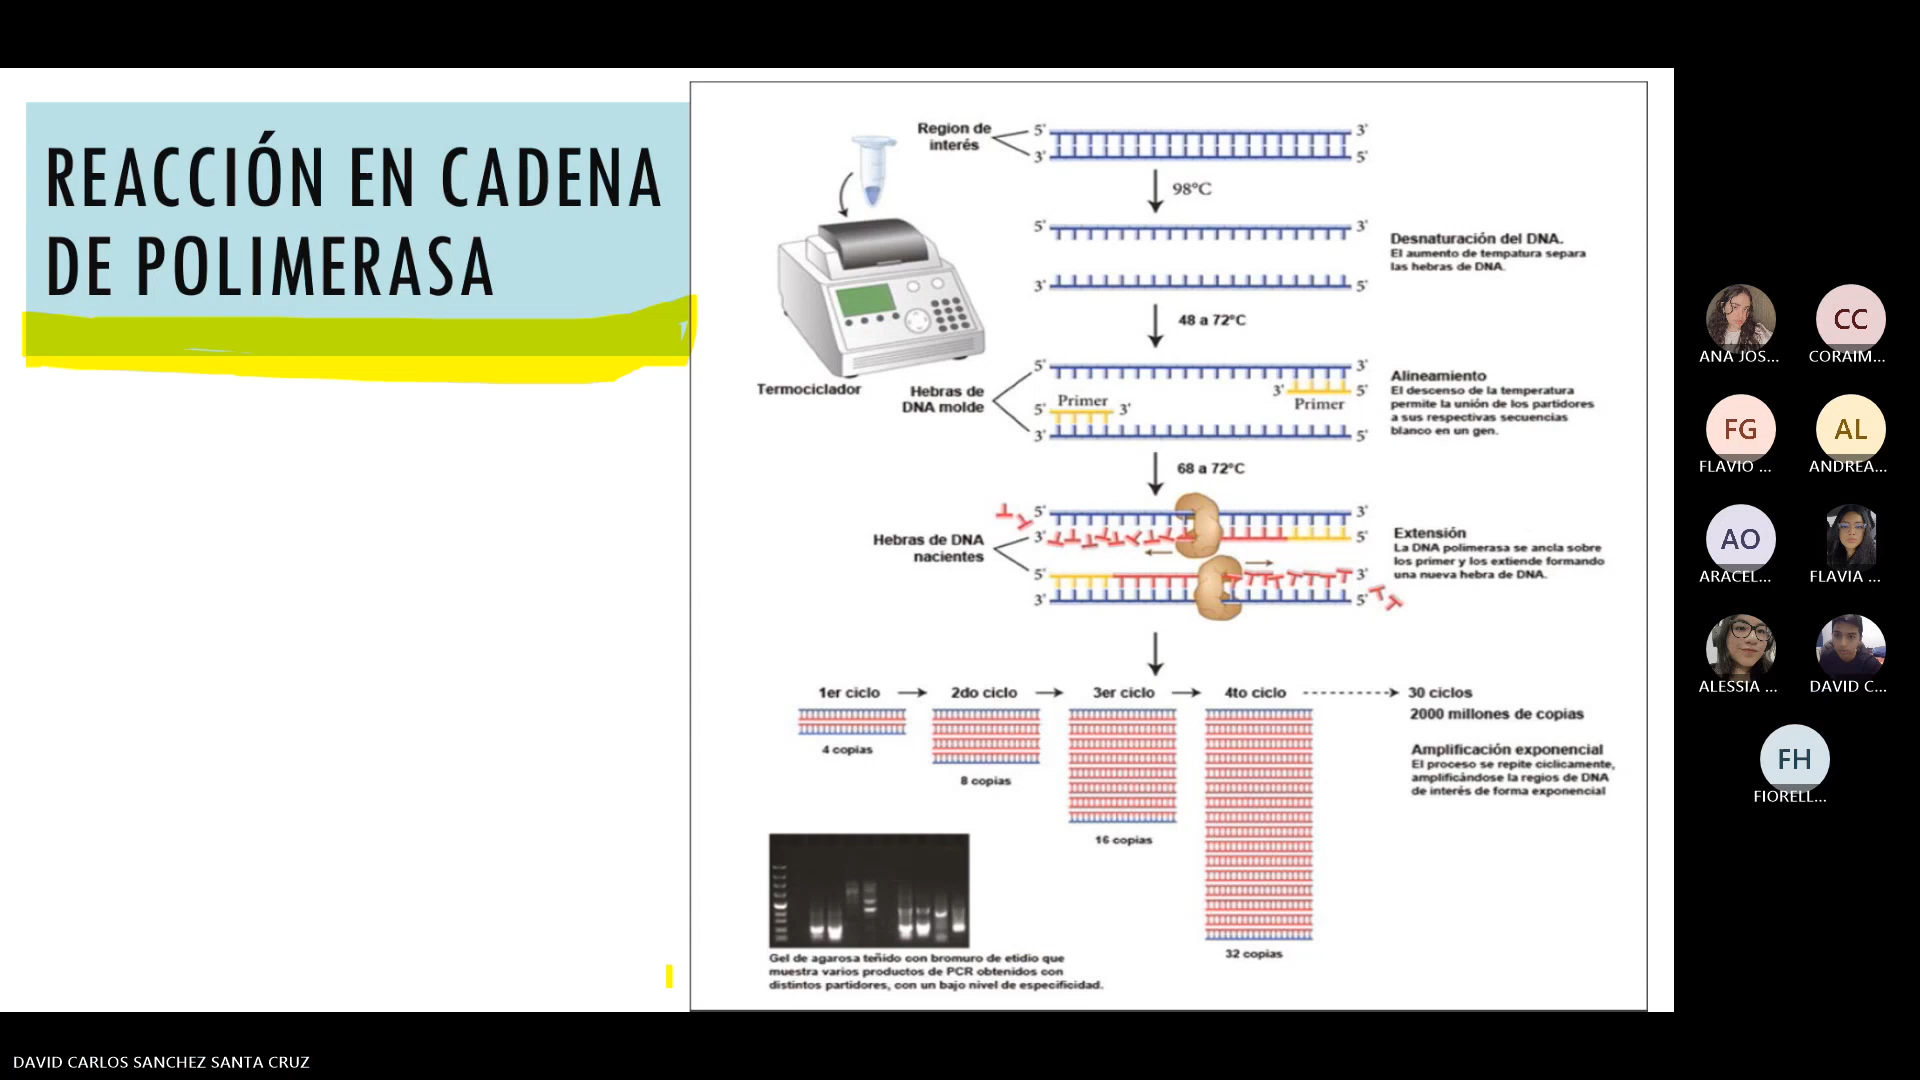 REACCIÓN EN CADENA
DE POLIMERASA
Region de
interés
5'
3'
3'
5'
98°C
5'
3'
3'
5'
Desnaturación del DNA.
El aumento de tempatura separa
las hebras de DNA.
48 a 72°C
Termociclador
Hebras de
DNA molde
5'
3'
3'
5'
Primer
5'
Primer
3'
3'
5'
Alineamiento
El descenso de la temperatura
permite la unión de los partidores
a sus respectivas secuencias
blanco en un gen.
68 a 72°C
Hebras de DNA
nacientes
5'
3'
3'
5'
5'
3'
3'
5'
Extensión
La DNA polimerasa se ancla sobre
los primer y los extiende formando
una nueva hebra de DNA.
1er ciclo
2do ciclo
3er ciclo
4to ciclo
30 ciclos
2000 millones de copias
4 copias
8 copias
16 copias
32 copias
Amplificación exponencial
El proceso se repite ciclicamente,
amplificándose la regios de DNA
de interés de forma exponencial
Gel de agarosa teñido con bromuro de etidio que
muestra varios productos de PCR obtenidos con
distintos partidores, con un bajo nivel de especificidad.
ANA JOS...
CC
CORAIM...
FG
FLAVIO ...
AL
ANDREA...
AO
ARACEL...
FLAVIA ...
ALESSIA ...
DAVID C...
FH
FIORELL...
DAVID CARLOS SANCHEZ SANTA CRUZ